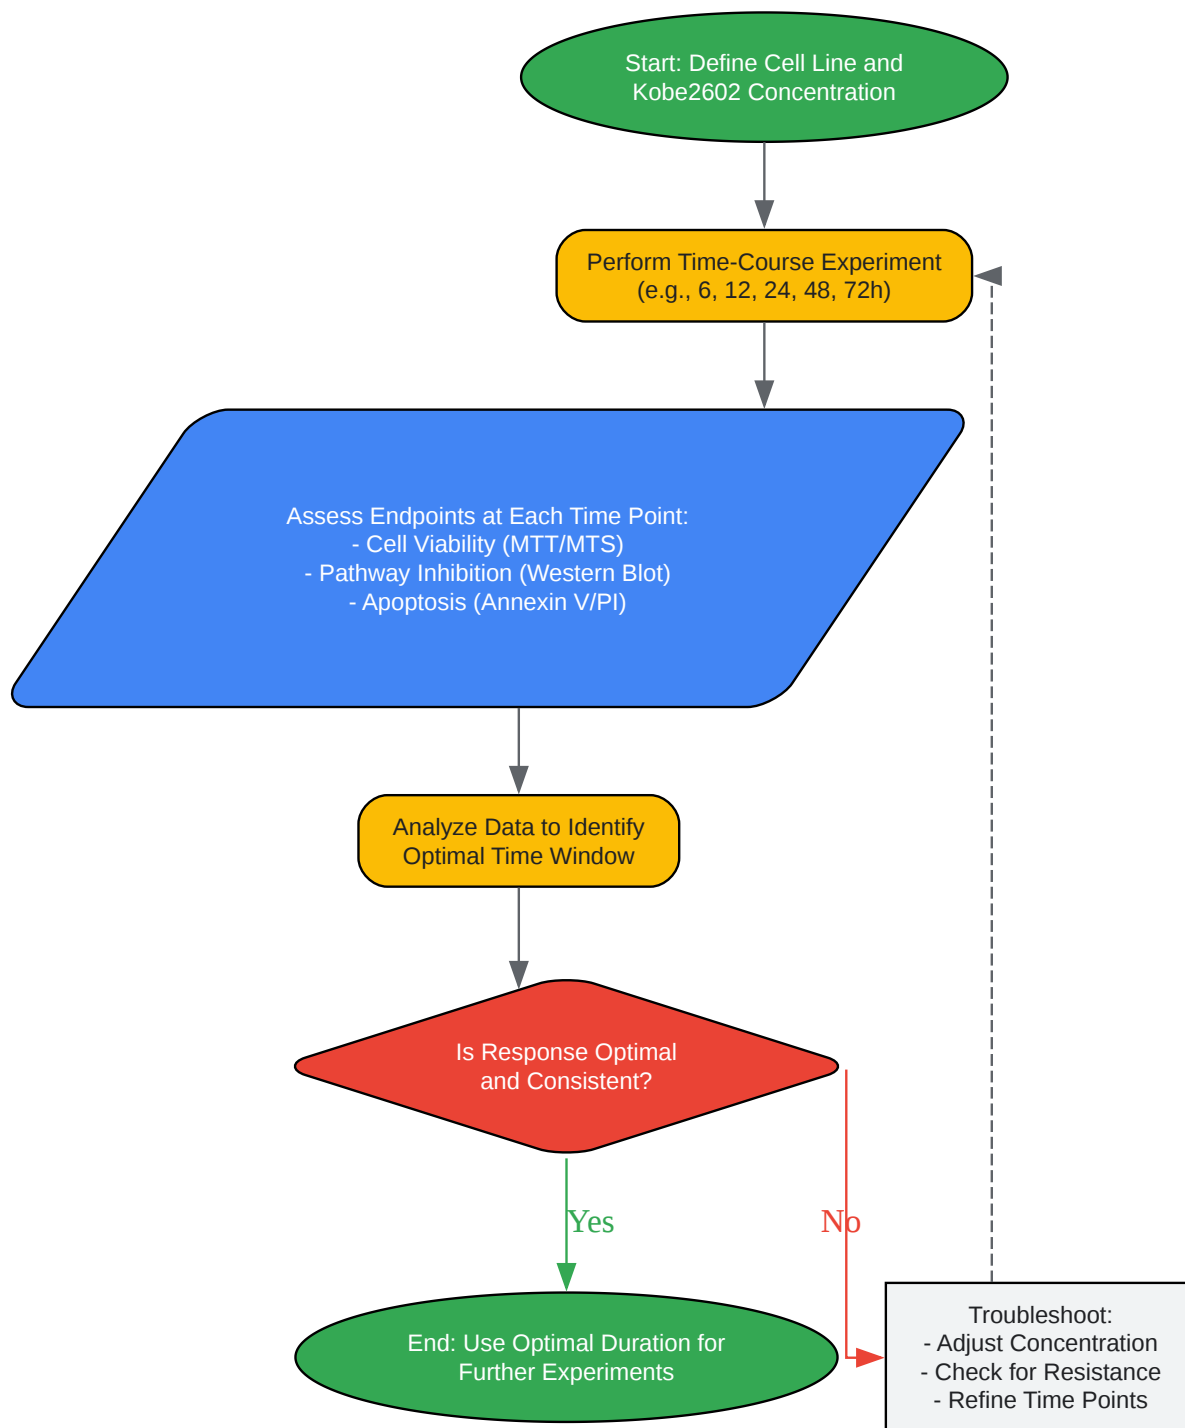 Start: Define Cell Line and
Kobe2602 Concentration
Perform Time-Course Experiment
(e.g., 6, 12, 24, 48, 72h)
Assess Endpoints at Each Time Point:
- Cell Viability (MTT/MTS)
- Pathway Inhibition (Western Blot)
- Apoptosis (Annexin V/PI)
Analyze Data to Identify
Optimal Time Window
Is Response Optimal
and Consistent?
Yes
No
End: Use Optimal Duration for
Further Experiments
Troubleshoot:
- Adjust Concentration
- Check for Resistance
- Refine Time Points